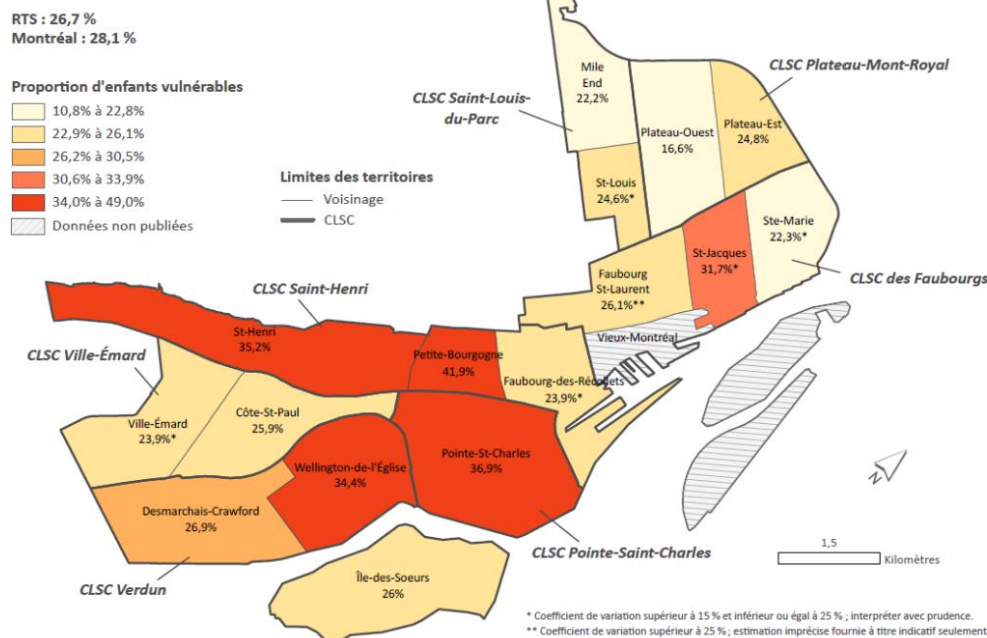 RTS : 26,7 %
Montréal : 28,1 %
Proportion d'enfants vulnérables
10,8% à 22,8%
22,9% à 26,1%
26,2% à 30,5%
30,6% à 33,9%
34,0% à 49,0%
Données non publiées
Limites des territoires
Voisinage
CLSC
CLSC Saint-Louis-
du-Parc
Mile
End
22,2%
CLSC Plateau-Mont-Royal
Plateau-Ouest
16,6%
Plateau-Est
24,8%
St-Louis
24,6%*
Ste-Marie
22,3%*
St-Jacques
31,7%*
Faubourg
St-Laurent
26,1%**
CLSC des Faubourgs
CLSC Saint-Henri
St-Henri
35,2%
Vieux-Montréal
CLSC Ville-Émard
Petite-Bourgogne
41,9%
Faubourg-des-Récollets
23,9%*
Ville-Émard
23,9%*
Côte-St-Paul
25,9%
Wellington-de-l'Église
34,4%
Pointe-St-Charles
36,9%
Desmarchais-Crawford
26,9%
CLSC Verdun
Île-des-Soeurs
26%
CLSC Pointe-Saint-Charles
N
1,5
Kilomètres
* Coefficient de variation supérieur à 15 % et inférieur ou égal à 25 % ; interpréter avec prudence.
** Coefficient de variation supérieur à 25 % ; estimation imprécise fournie à titre indicatif seulement